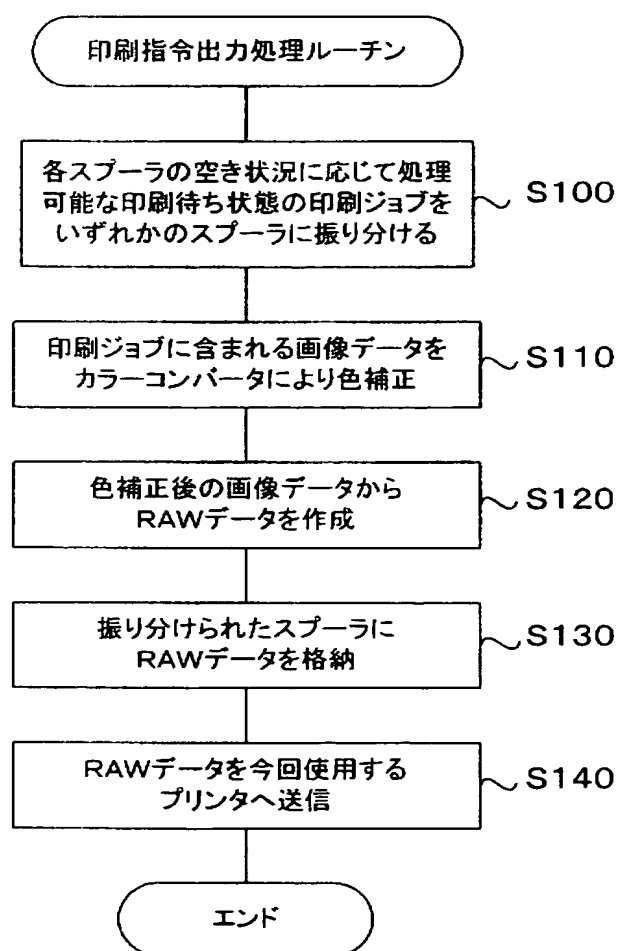 印刷指令出力処理ルーチン
各スプーラの空き状況に応じて処理
可能な印刷待ち状態の印刷ジョブを
いずれかのスプーラに振り分ける
S100
印刷ジョブに含まれる画像データを
カラーコンバータにより色補正
S110
色補正後の画像データから
RAWデータを作成
S120
振り分けられたスプーラに
RAWデータを格納
S130
RAWデータを今回使用する
プリンタへ送信
S140
エンド